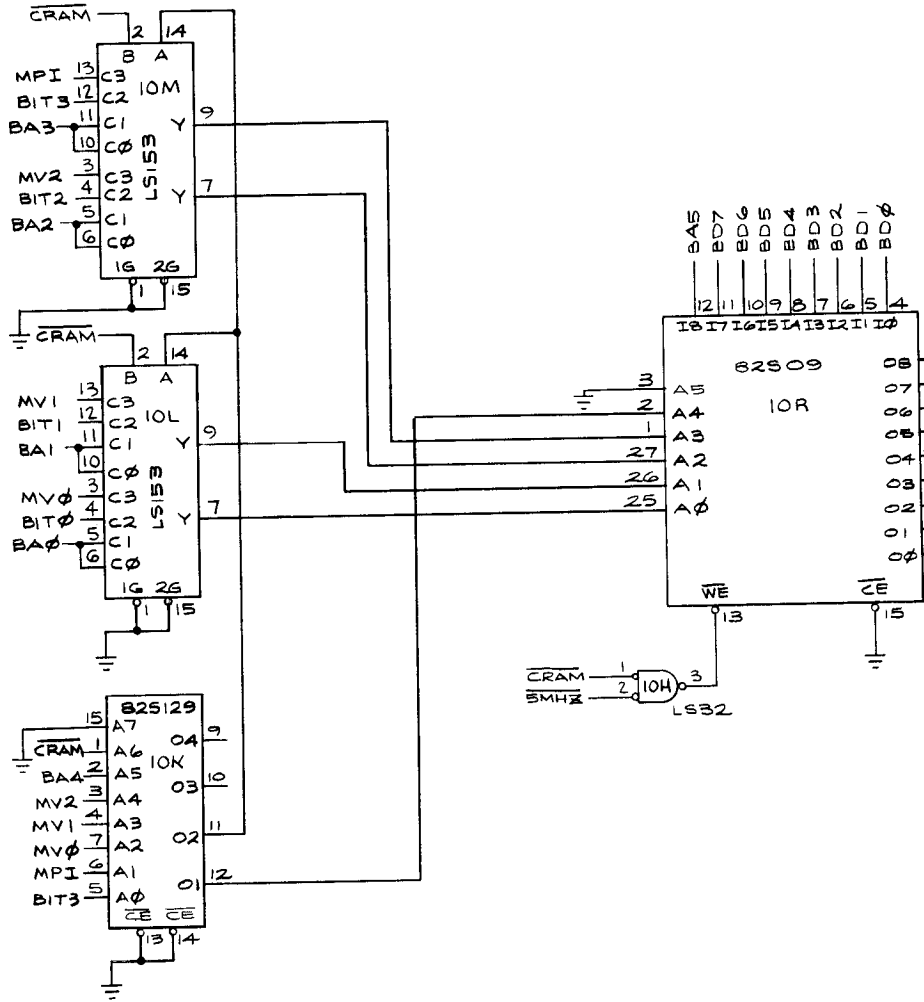 CRAM
2 14
B A
MPI 13 C3
10M
BIT3 12 C2
BA3 11 C1 Y 9
10 CØ
MV2 3 C3
LS153
BIT2 4 C2 Y 7
BA2 5 C1
6 CØ
1G 2G
1 15
CRAM
2 14
B A
MV1 13 C3
10L
BIT1 12 C2
BA1 11 C1 Y 9
10 CØ
MVØ 3 C3
LS153
BITØ 4 C2 Y 7
BAØ 5 C1
6 CØ
1G 2G
1 15
82S129
15 A7
O4 9
CRAM 1 A6
10K
BA4 2 A5
O3 10
MV2 3 A4
MV1 4 A3
O2 11
MVØ 7 A2
MPI 6 A1
O1 12
BIT3 5 AØ
CE CE
13 14
BA5 BD7 BD6 BD5 BD4 BD3 BD2 BD1 BDØ
12 11 10 9 8 7 6 5 4
I8 I7 I6 I5 I4 I3 I2 I1 IØ
82S09
10R
3 A5
2 A4
1 A3
27 A2
26 A1
25 AØ
O8
O7
O6
O5
O4
O3
O2
O1
OØ
WE CE
13 15
CRAM 1
10H 3
5MHZ 2
LS32